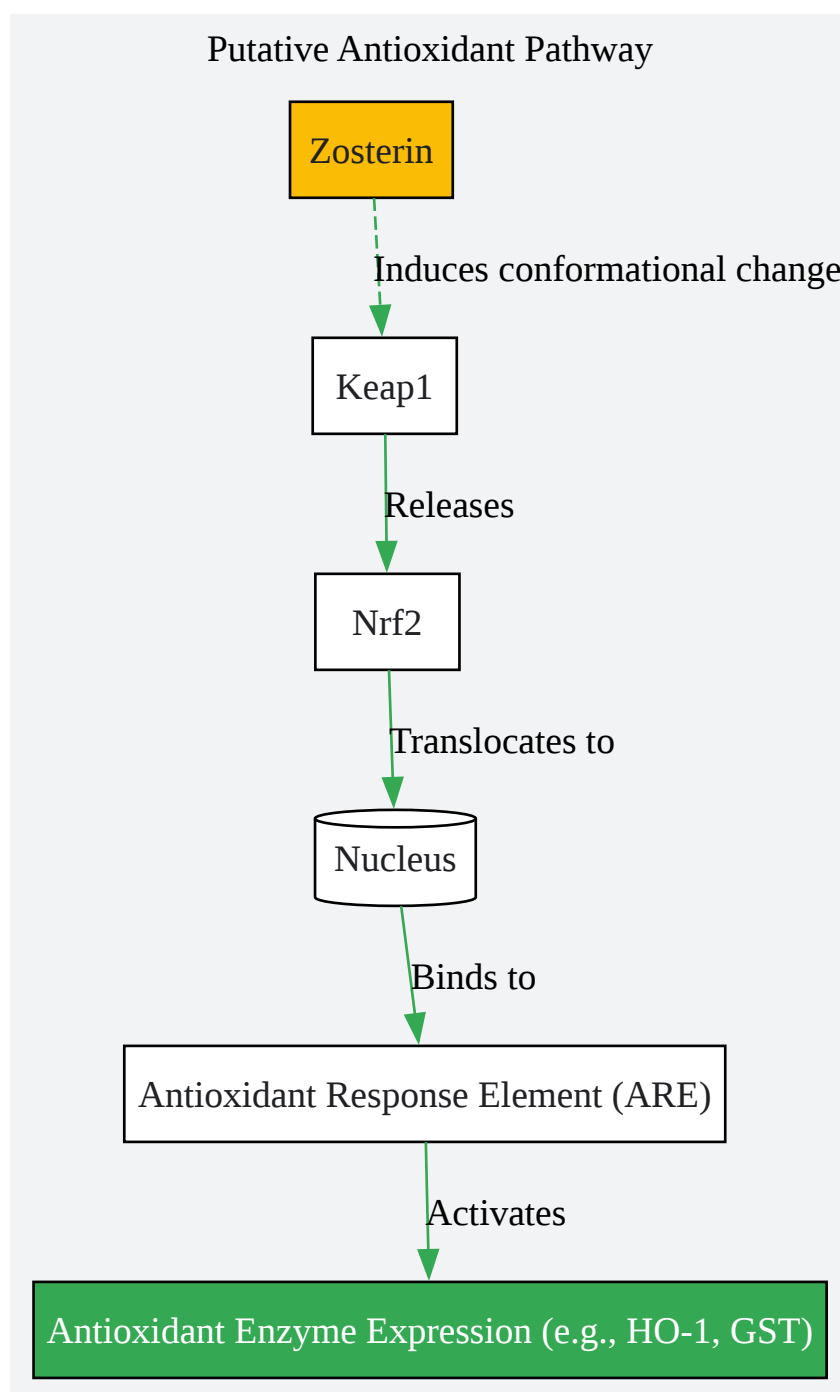 Putative Antioxidant Pathway
Zosterin
Induces conformational change
Keap1
Releases
Nrf2
Translocates to
Nucleus
Binds to
Antioxidant Response Element (ARE)
Activates
Antioxidant Enzyme Expression (e.g., HO-1, GST)